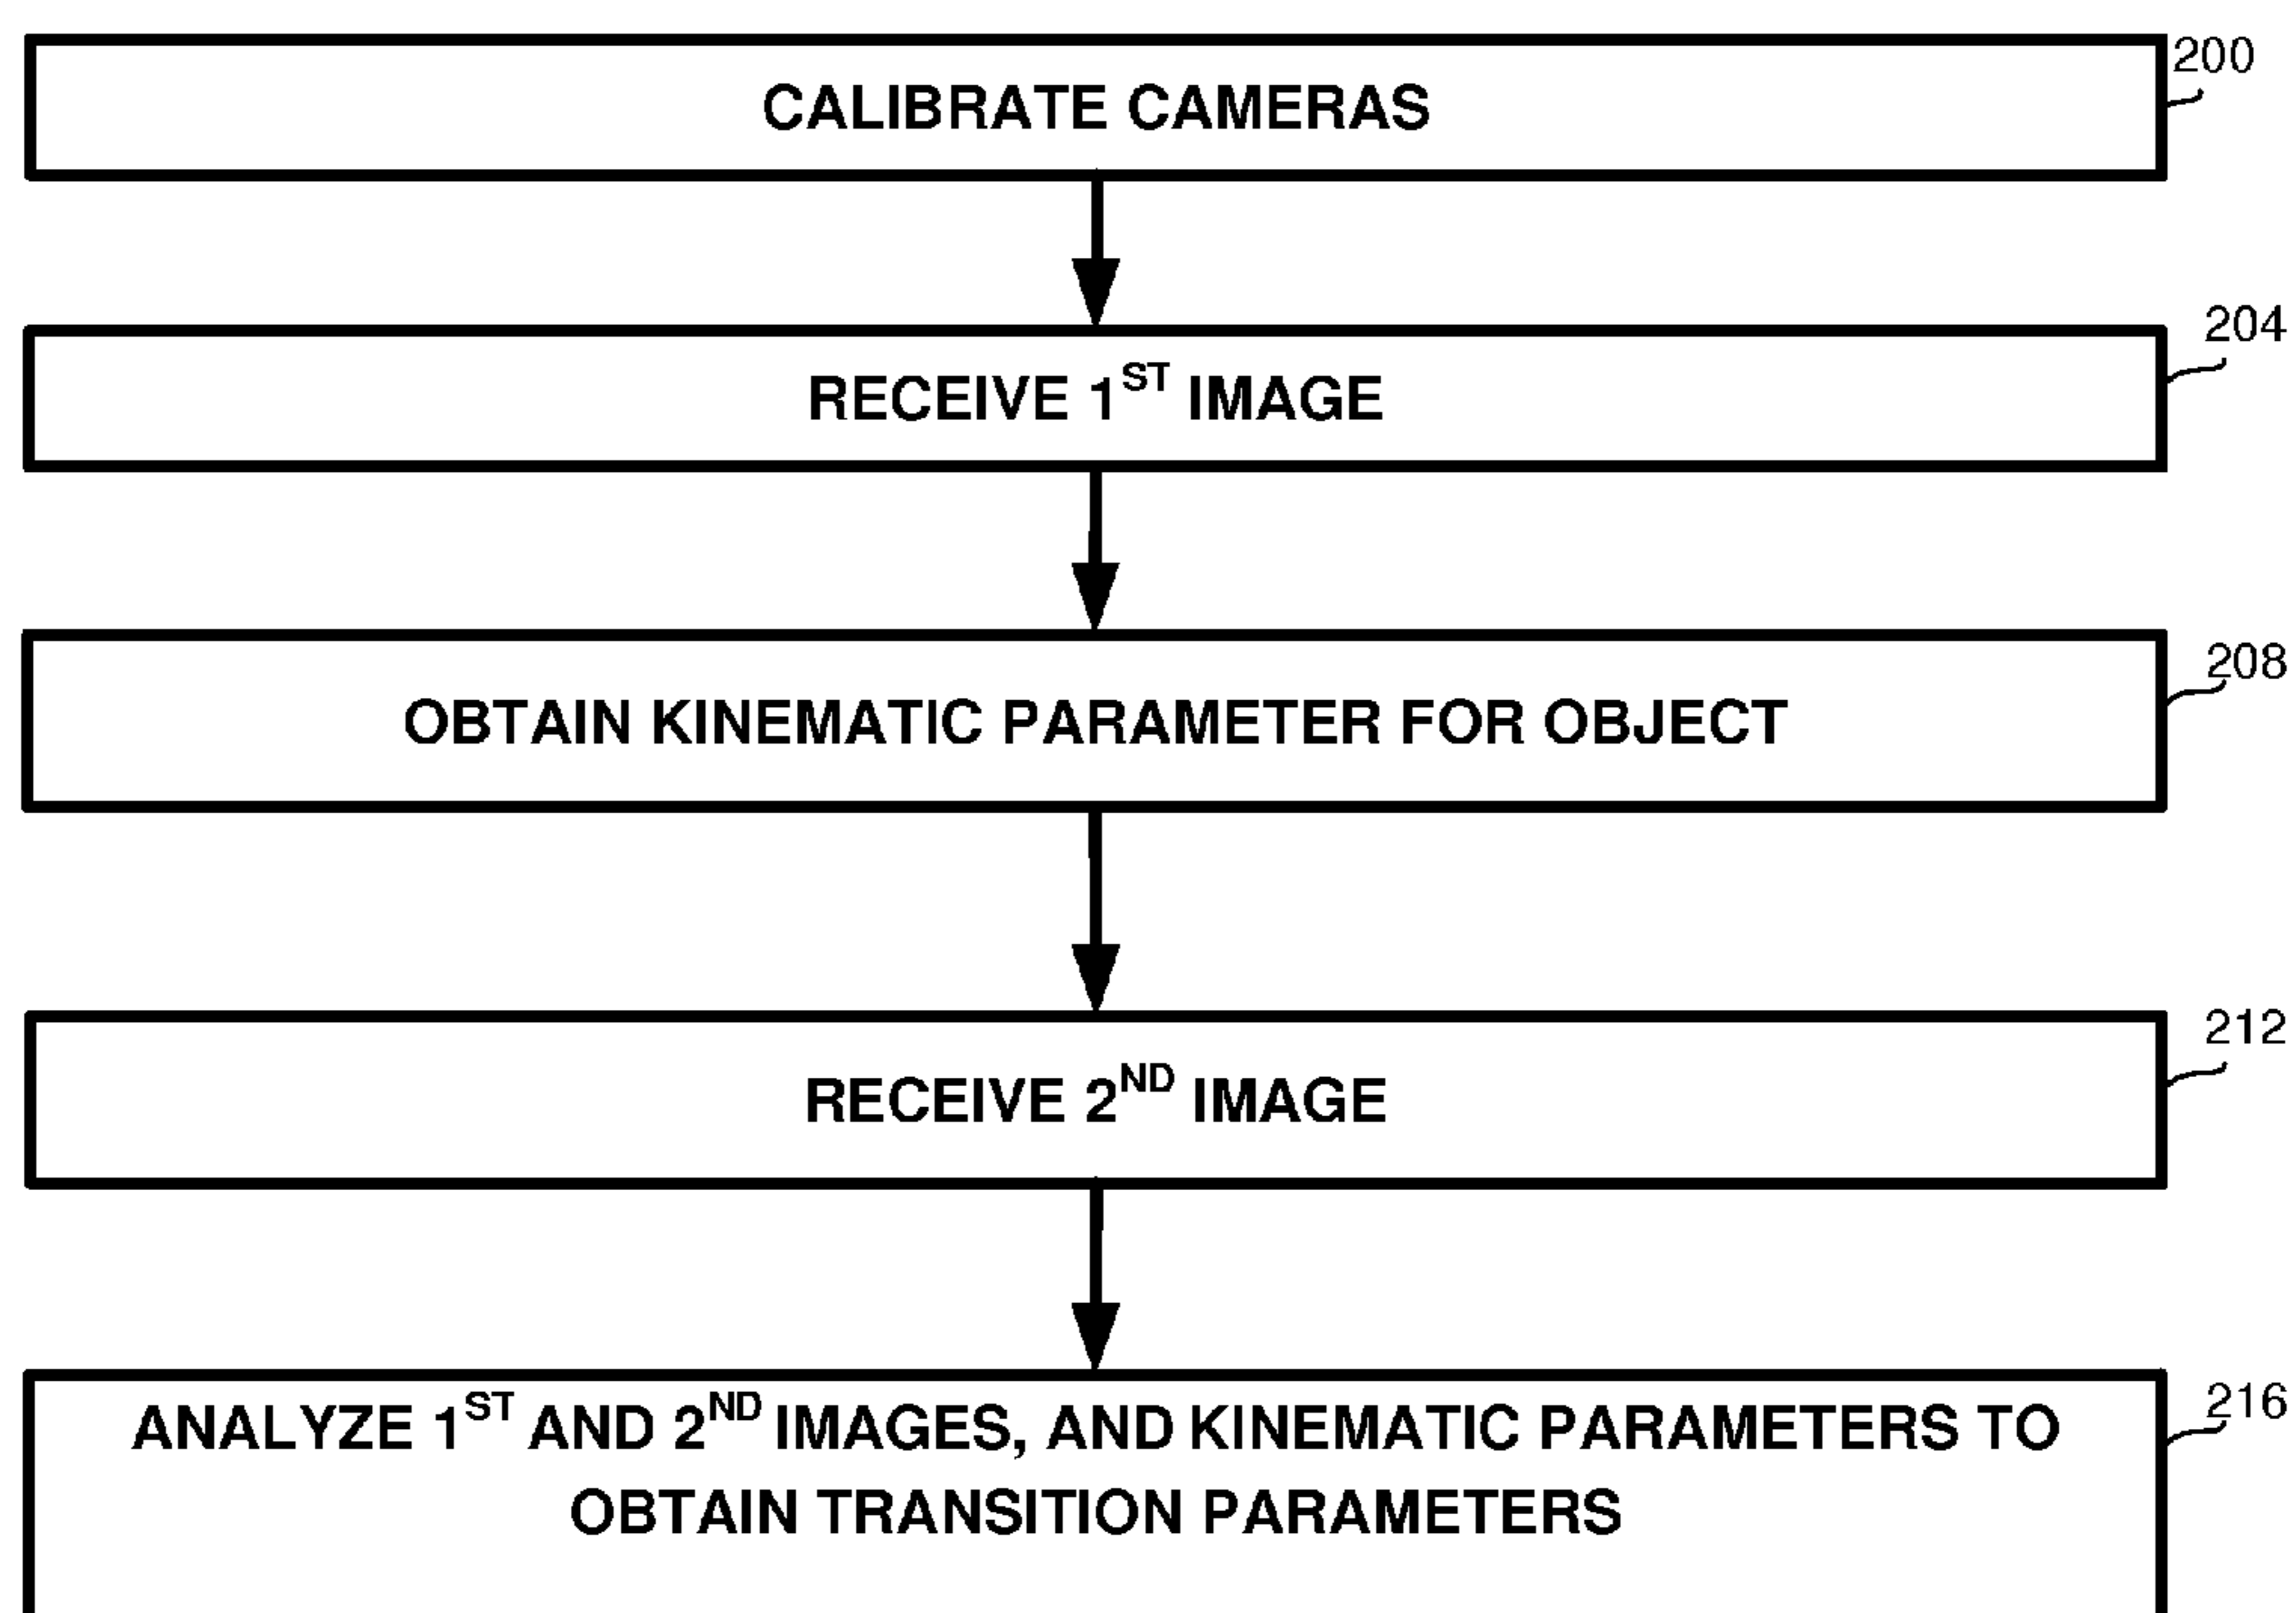 200
CALIBRATE CAMERAS
204
RECEIVE 1ST IMAGE
208
OBTAIN KINEMATIC PARAMETER FOR OBJECT
212
RECEIVE 2ND IMAGE
216
ANALYZE 1ST AND 2ND IMAGES, AND KINEMATIC PARAMETERS TO
OBTAIN TRANSITION PARAMETERS